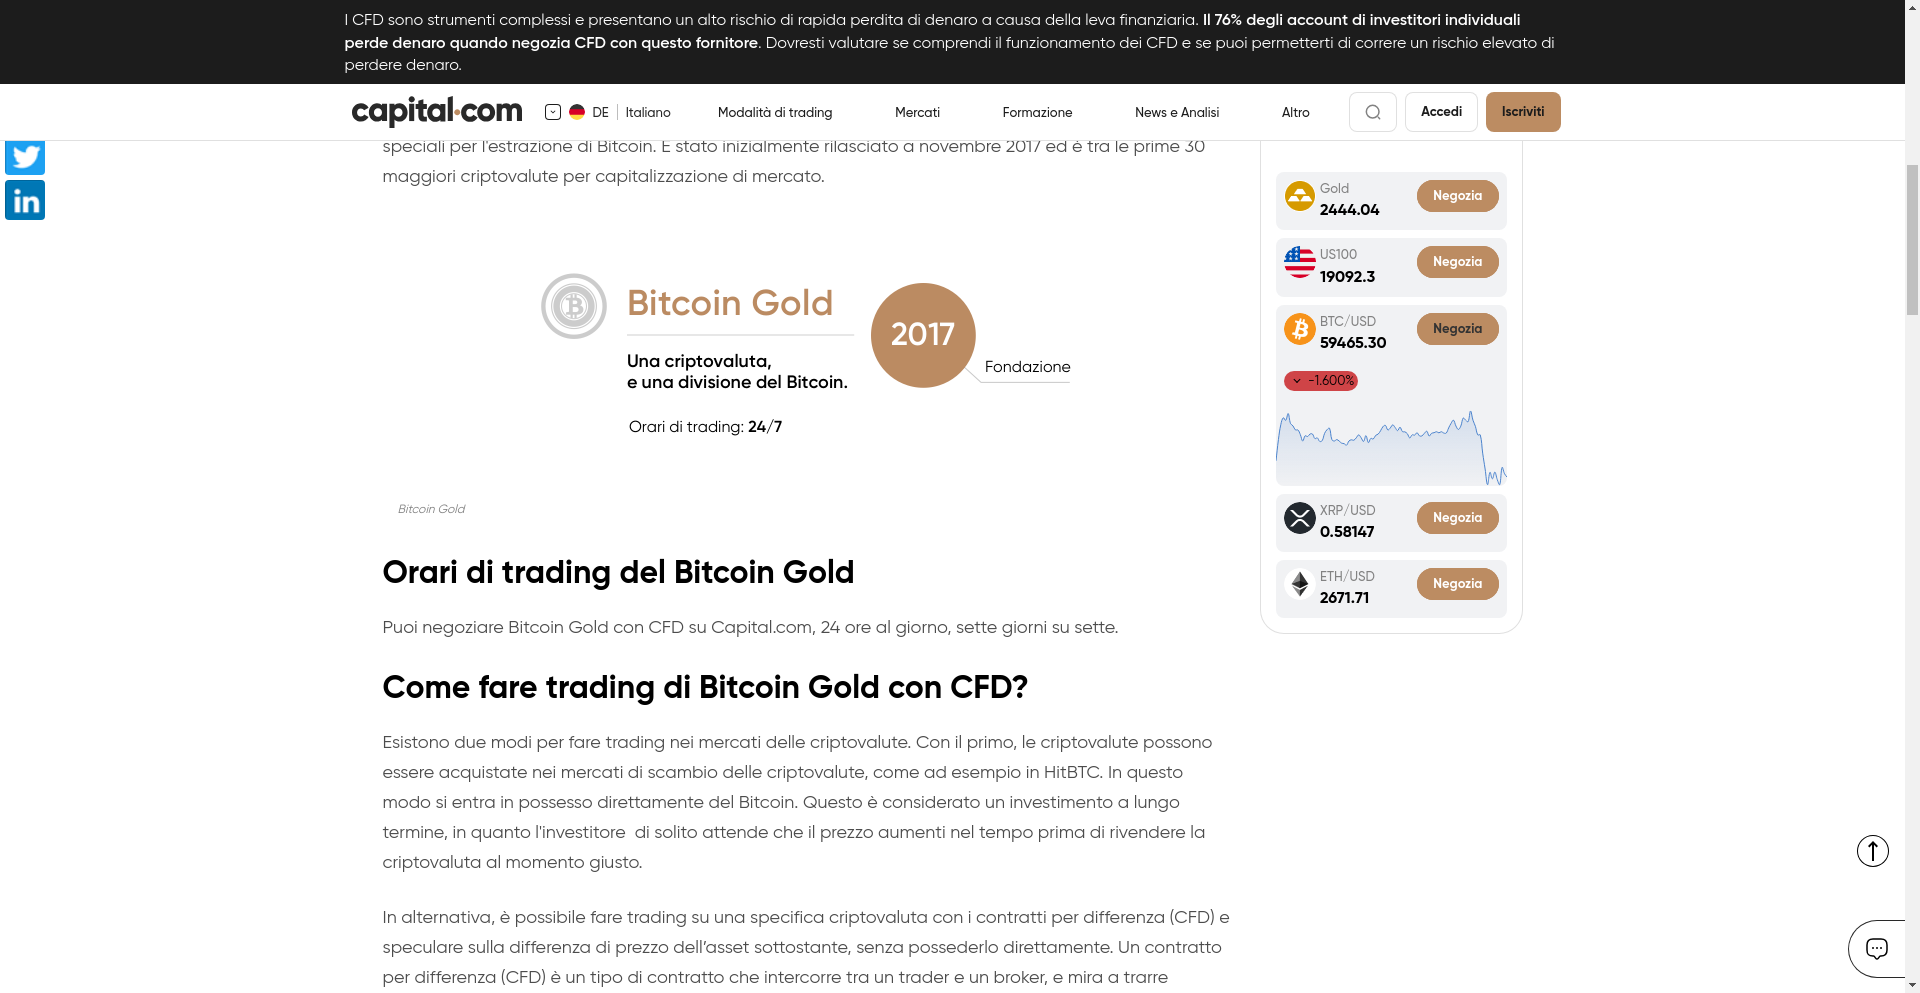 I CFD sono strumenti complessi e presentano un alto rischio di rapida perdita di denaro a causa della leva finanziaria. Il 76% degli account di investitori individuali
perde denaro quando negozia CFD con questo fornitore. Dovresti valutare se comprendi il funzionamento dei CFD e se puoi permetterti di correre un rischio elevato di
perdere denaro.
capital.com DE Italiano Modalità di trading Mercati Formazione News e Analisi Altro Accedi Iscriviti
speciali per l'estrazione di Bitcoin. È stato inizialmente rilasciato a novembre 2017 ed è tra le prime 30
maggiori criptovalute per capitalizzazione di mercato.
Bitcoin Gold
Una criptovaluta,
e una divisione del Bitcoin.
Orari di trading: 24/7
2017
Fondazione
Bitcoin Gold
Orari di trading del Bitcoin Gold
Puoi negoziare Bitcoin Gold con CFD su Capital.com, 24 ore al giorno, sette giorni su sette.
Come fare trading di Bitcoin Gold con CFD?
Esistono due modi per fare trading nei mercati delle criptovalute. Con il primo, le criptovalute possono
essere acquistate nei mercati di scambio delle criptovalute, come ad esempio in HitBTC. In questo
modo si entra in possesso direttamente del Bitcoin. Questo è considerato un investimento a lungo
termine, in quanto l'investitore  di solito attende che il prezzo aumenti nel tempo prima di rivendere la
criptovaluta al momento giusto.
In alternativa, è possibile fare trading su una specifica criptovaluta con i contratti per differenza (CFD) e
speculare sulla differenza di prezzo dell’asset sottostante, senza possederlo direttamente. Un contratto
per differenza (CFD) è un tipo di contratto che intercorre tra un trader e un broker, e mira a trarre
Gold
2444.04
Negozia
US100
19092.3
Negozia
BTC/USD
59465.30
Negozia
-1.600%
XRP/USD
0.58147
Negozia
ETH/USD
2671.71
Negozia